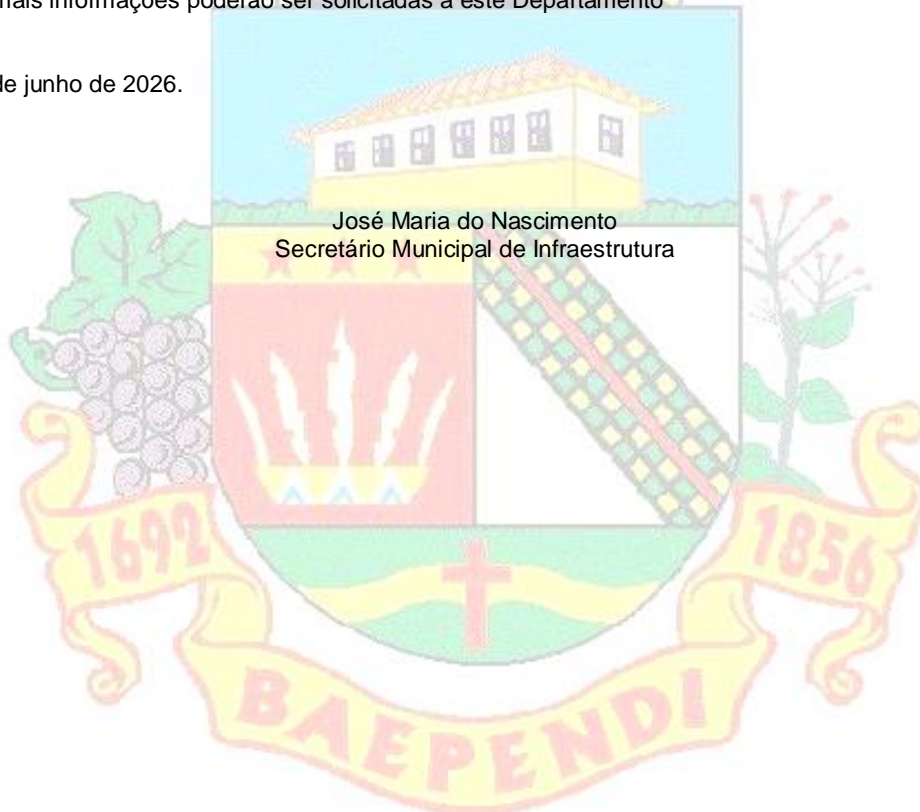 mais informações poderão ser solicitadas a este Departamento
de junho de 2026.
José Maria do Nascimento
Secretário Municipal de Infraestrutura
1692
1856
BAEPENDI